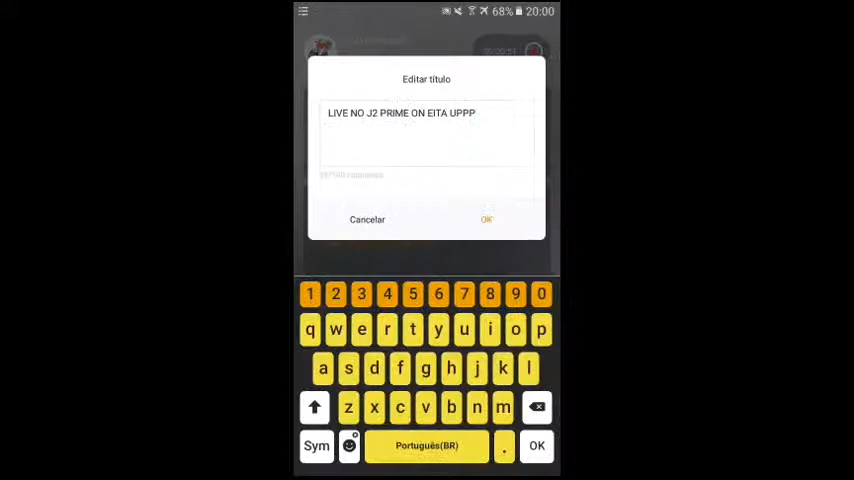 68% 20:00
Editar título
LIVE NO J2 PRIME ON EITA UPPP
Cancelar OK
1 2 3 4 5 6 7 8 9 0
q w e r t y u i o p
a s d f g h j k l
z x c v b n m
Sym Português(BR) . OK